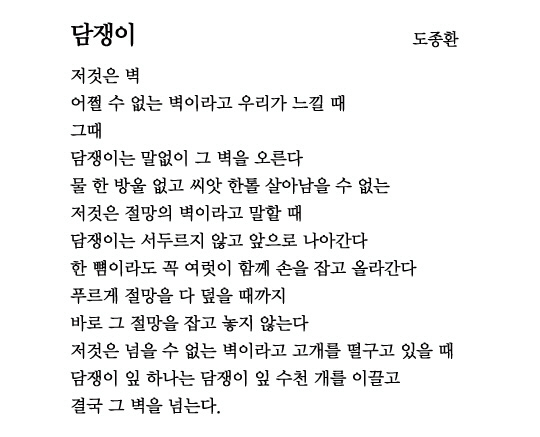 담쟁이
도종환
저것은 벽
어쩔 수 없는 벽이라고 우리가 느낄 때
그때
담쟁이는 말없이 그 벽을 오른다
물 한 방울 없고 씨앗 한톨 살아남을 수 없는
저것은 절망의 벽이라고 말할 때
담쟁이는 서두르지 않고 앞으로 나아간다
한 뼘이라도 꼭 여럿이 함께 손을 잡고 올라간다
푸르게 절망을 다 덮을 때까지
바로 그 절망을 잡고 놓지 않는다
저것은 넘을 수 없는 벽이라고 고개를 떨구고 있을 때
담쟁이 잎 하나는 담쟁이 잎 수천 개를 이끌고
결국 그 벽을 넘는다.